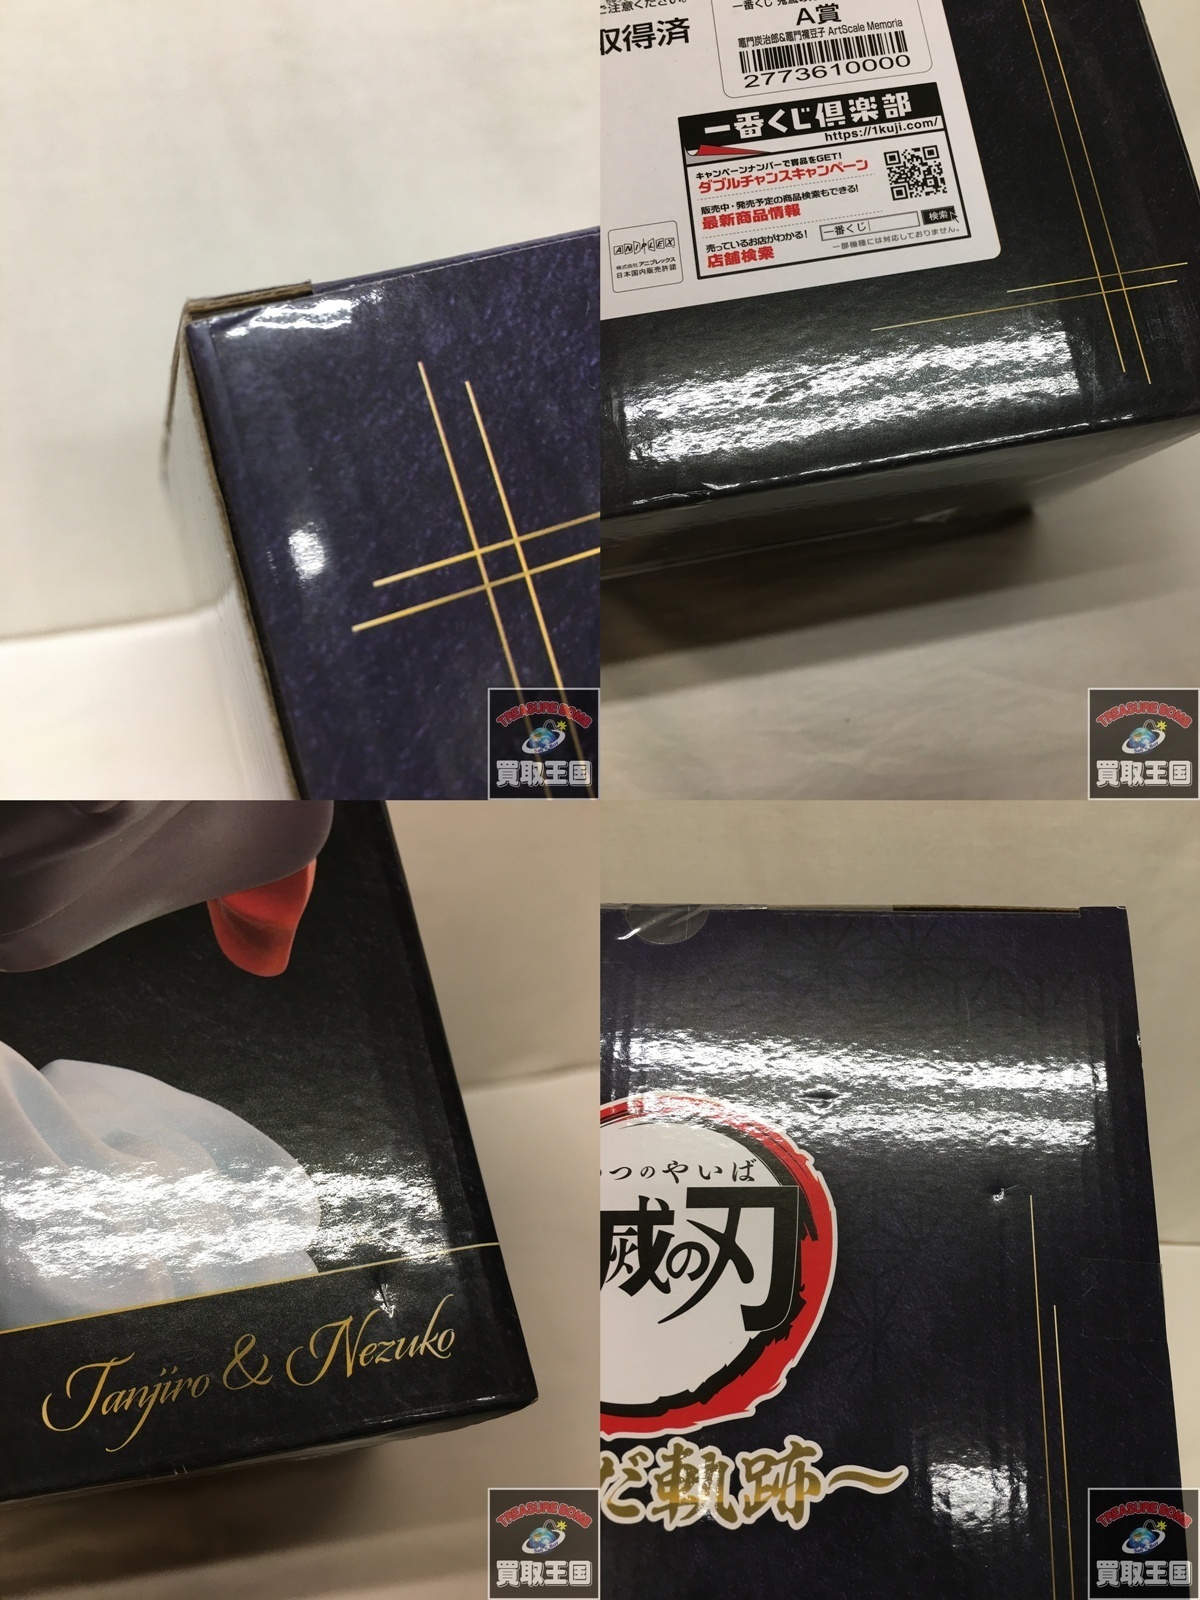 ご注意ください。
取得済
A賞
竈門炭治郎&竈門禰豆子 ArtScale Memoria
2773610000
一番くじ倶楽部
https://1kuji.com/
キャンペーンナンバーで賞品をGET!
ダブルチャンスキャンペーン
販売中・発売予定の商品検索もできる!
最新商品情報
売っているお店がわかる!
店舗検索
一番くじ 検索
一部機種には対応しておりません。
ANIPLEX
株式会社アニプレックス
日本国内販売許諾
TREASURE BOMB
買取王国
TREASURE BOMB
買取王国
Tanjiro & Nezuko
TREASURE BOMB
買取王国
つのやいば
滅の刃
だ軌跡～
TREASURE BOMB
買取王国